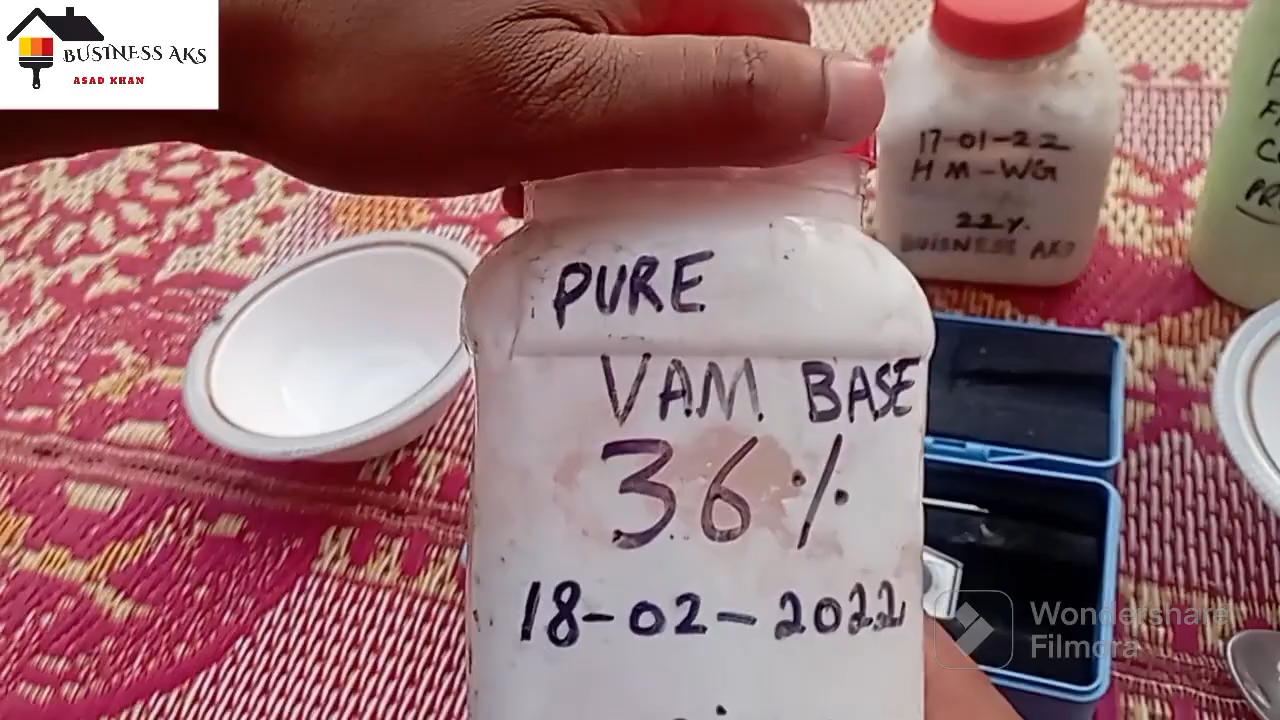 BUSINESS AKS
ASAD KHAN
17-01-22
HM-WG
22%
BUISNESS AKS
PURE
VAM BASE
36%
18-02-2022
Wondershare
Filmora